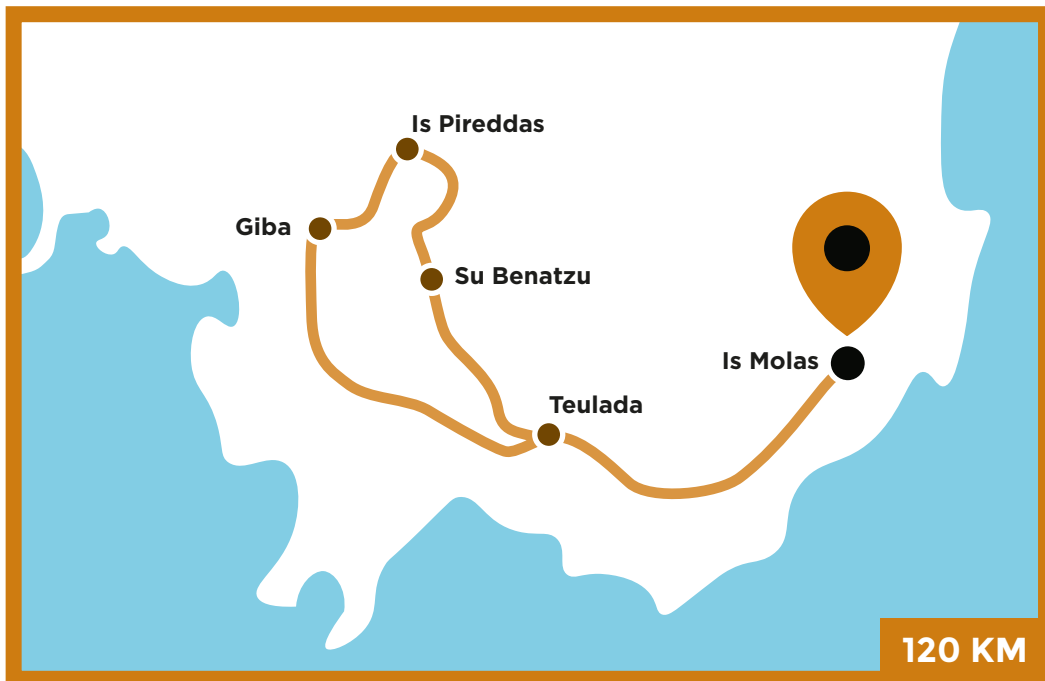 Is Pireddas
Giba
Su Benatzu
Is Molas
Teulada
120 KM